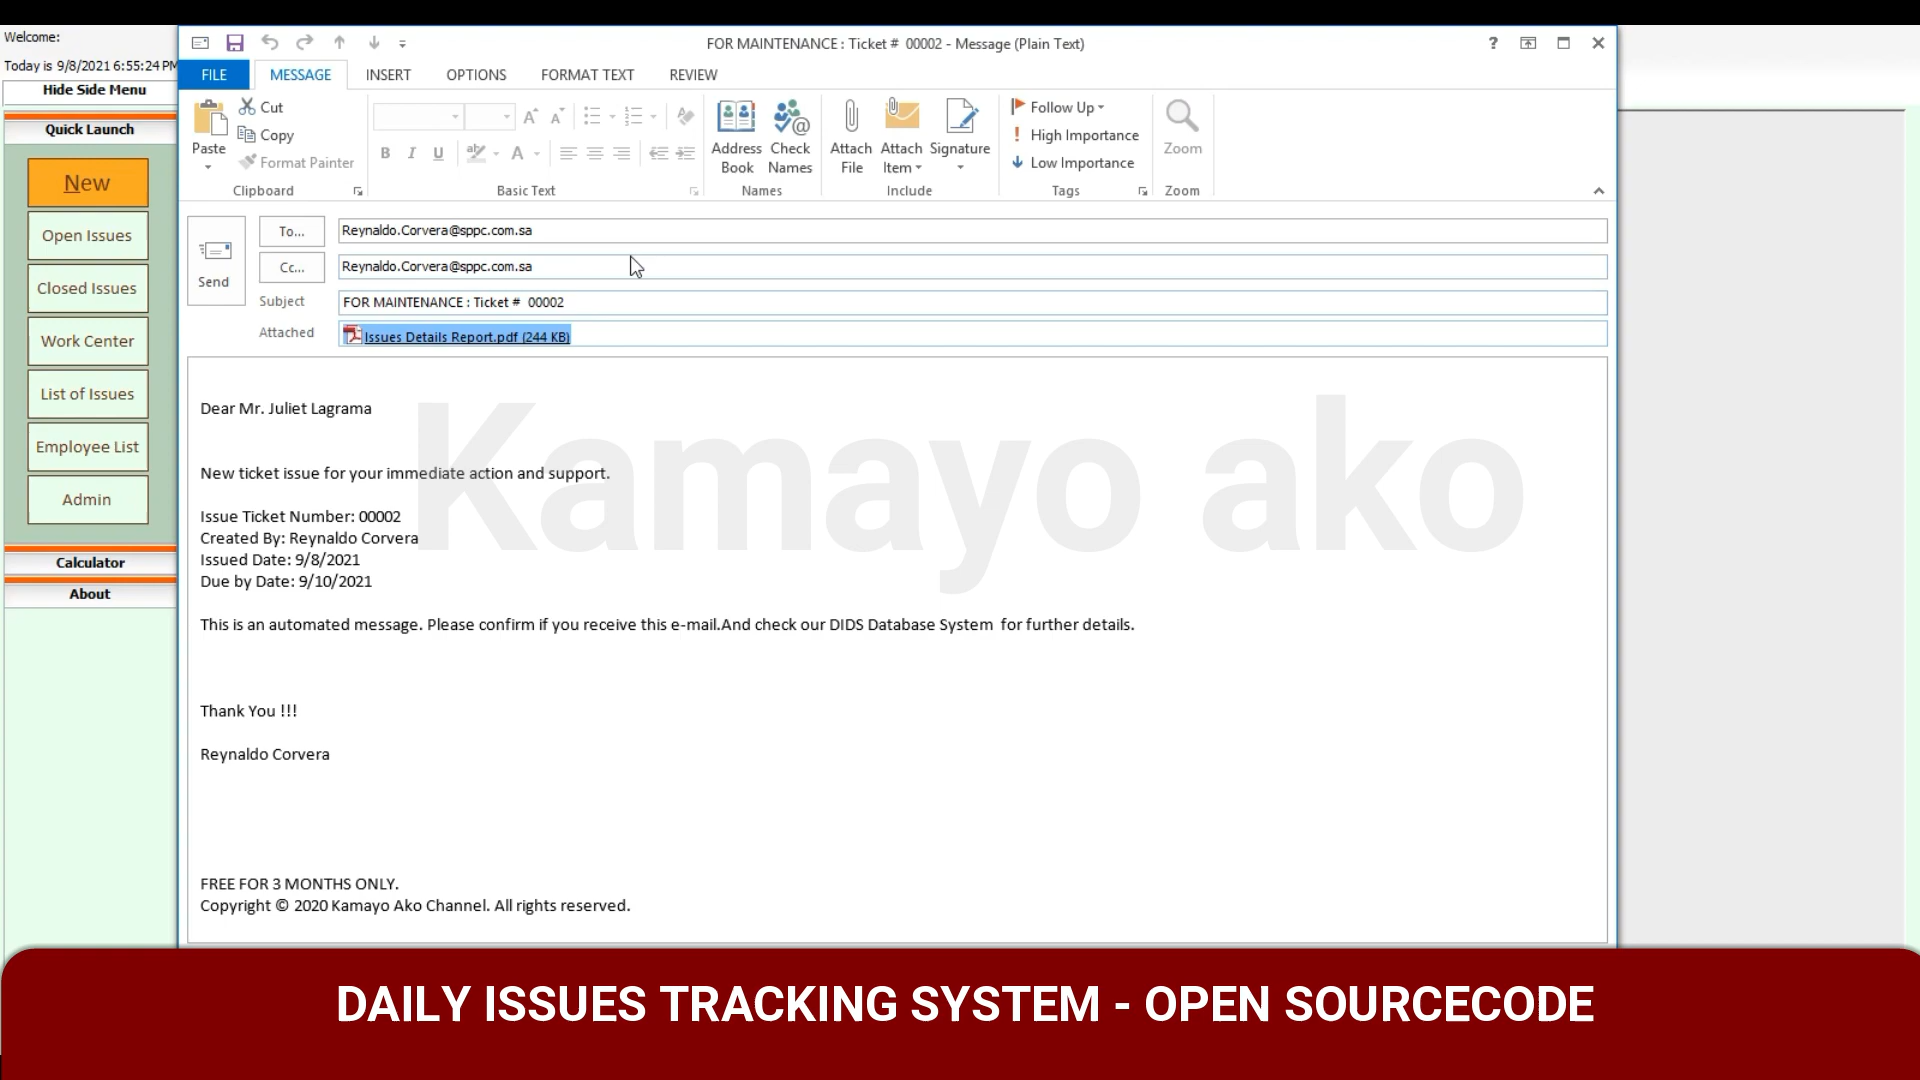 Welcome:
Today is 9/8/2021 6:55:24 PM
Hide Side Menu
Quick Launch
New
Open Issues
Closed Issues
Work Center
List of Issues
Employee List
Admin
Calculator
About
FOR MAINTENANCE : Ticket # 00002 - Message (Plain Text)
?
FILE MESSAGE INSERT OPTIONS FORMAT TEXT REVIEW
Paste
Cut
Copy
Format Painter
Clipboard
B I U A
Basic Text
Address Book
Check Names
Names
Attach File
Attach Item
Signature
Include
Follow Up
High Importance
Low Importance
Tags
Zoom
Zoom
Send
To... Reynaldo.Corvera@sppc.com.sa
Cc... Reynaldo.Corvera@sppc.com.sa
Subject FOR MAINTENANCE : Ticket # 00002
Attached Issues Details Report.pdf (244 KB)
Dear Mr. Juliet Lagrama
New ticket issue for your immediate action and support.
Issue Ticket Number: 00002
Created By: Reynaldo Corvera
Issued Date: 9/8/2021
Due by Date: 9/10/2021
This is an automated message. Please confirm if you receive this e-mail.And check our DIDS Database System  for further details.
Thank You !!!
Reynaldo Corvera
FREE FOR 3 MONTHS ONLY.
Copyright © 2020 Kamayo Ako Channel. All rights reserved.
Kamayo ako
DAILY ISSUES TRACKING SYSTEM - OPEN SOURCECODE